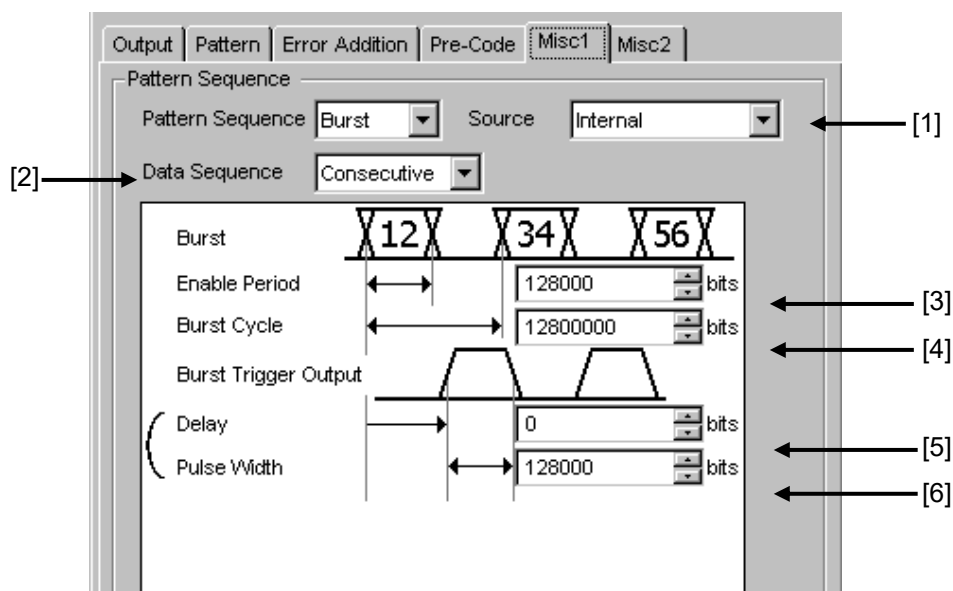 Output Pattern Error Addition Pre-Code Misc1 Misc2
Pattern Sequence
Pattern Sequence Burst Source Internal [1]
[2] Data Sequence Consecutive
Burst 12 34 56
Enable Period 128000 bits [3]
Burst Cycle 12800000 bits [4]
Burst Trigger Output
Delay 0 bits [5]
Pulse Width 128000 bits [6]